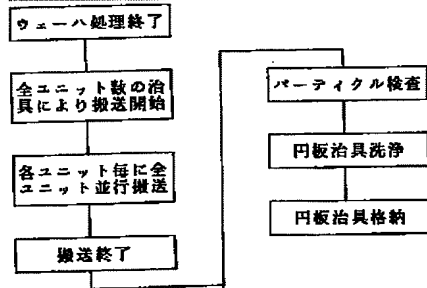 ウェーハ処理終了
全ユニット数の治
具により搬送開始
各ユニット毎に全
ユニット並行搬送
搬送終了
パーティクル検査
円板治具洗浄
円板治具格納